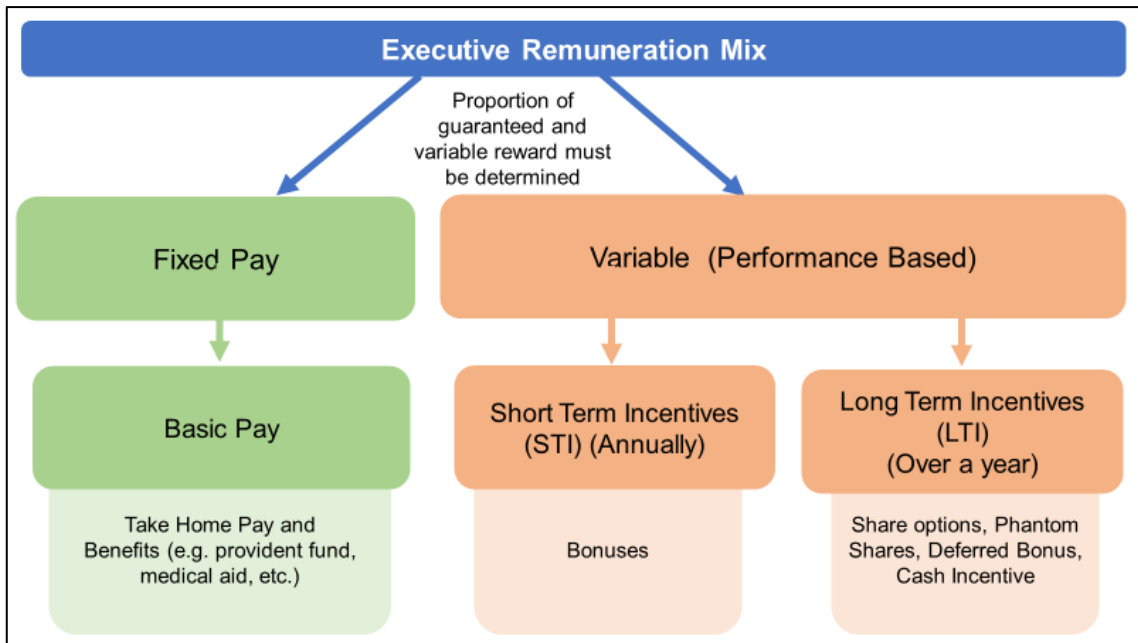 Executive Remuneration Mix
Proportion of
guaranteed and
variable reward must
be determined
Fixed Pay
Variable (Performance Based)
Basic Pay
Short Term Incentives
(STI) (Annually)
Long Term Incentives
(LTI)
(Over a year)
Take Home Pay and
Benefits (e.g. provident fund,
medical aid, etc.)
Bonuses
Share options, Phantom
Shares, Deferred Bonus,
Cash Incentive